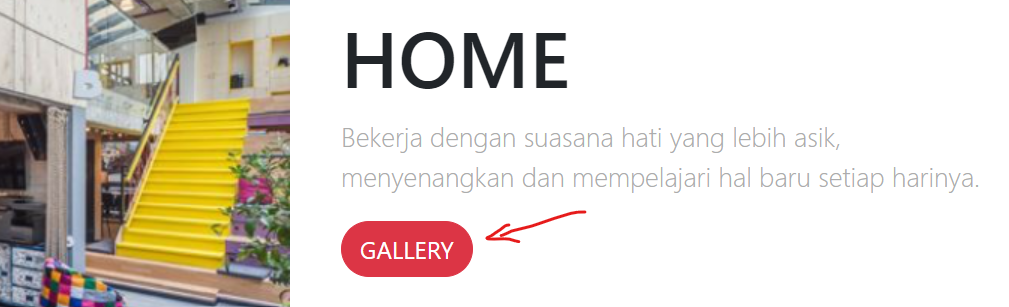 HOME
Bekerja dengan suasana hati yang lebih asik,
menyenangkan dan mempelajari hal baru setiap harinya.
GALLERY